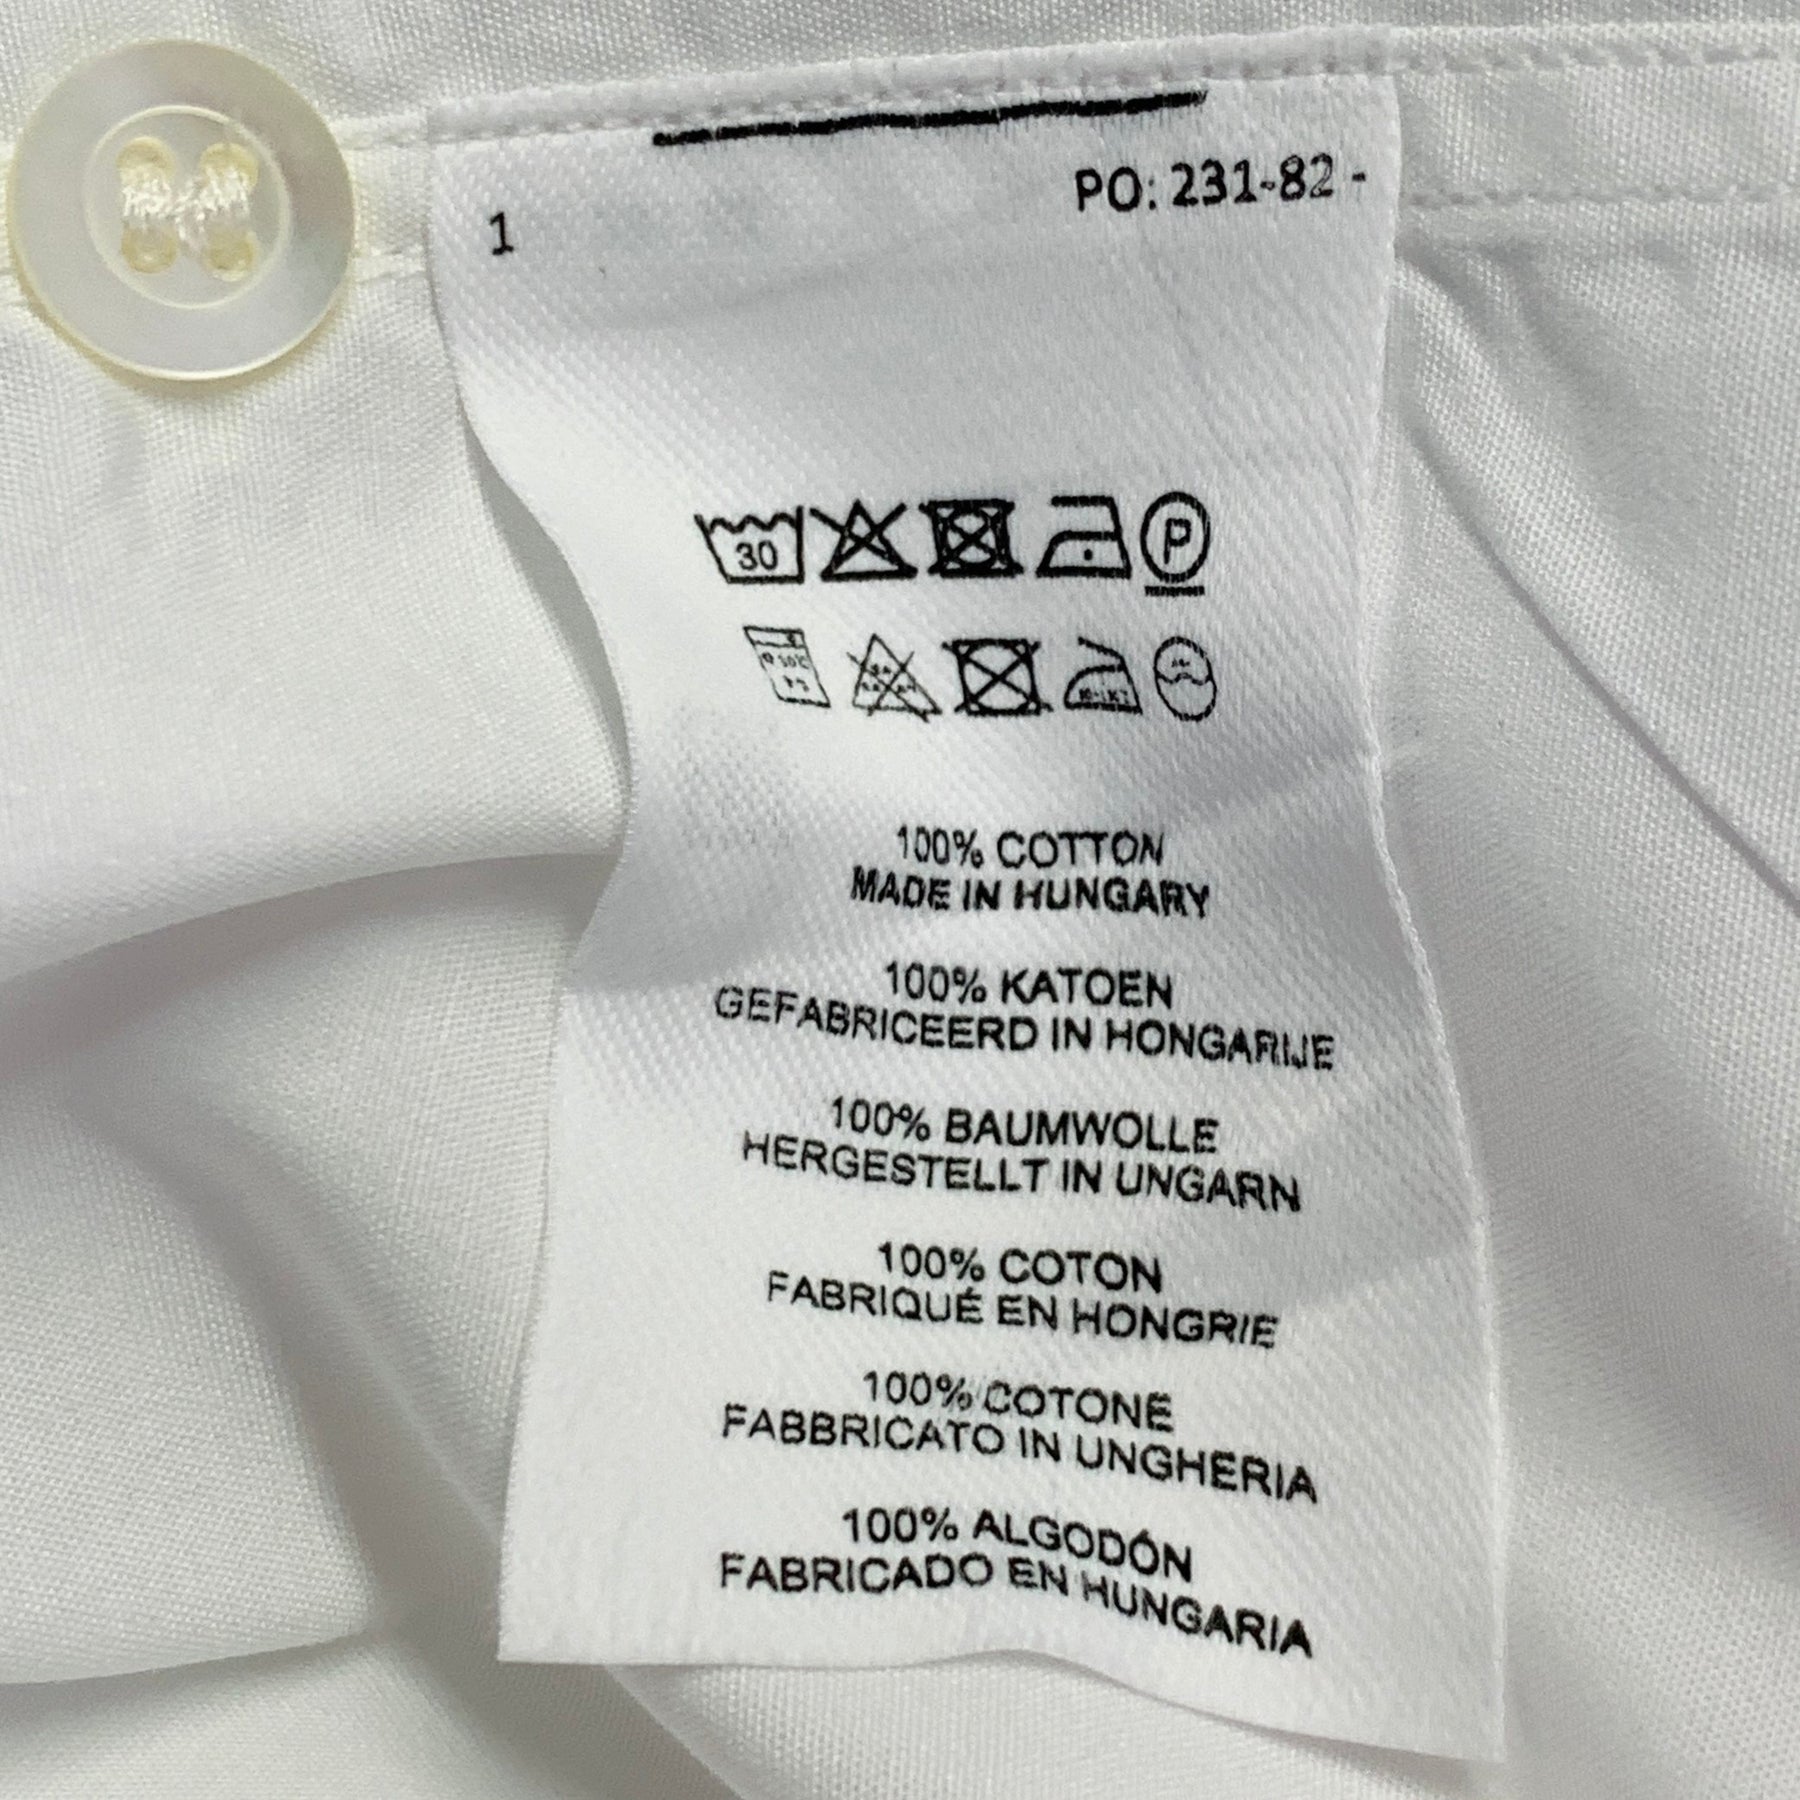 PO: 231-82 -
1
30
P
100% COTTON
MADE IN HUNGARY
100% KATOEN
GEFABRICEERD IN HONGARIJE
100% BAUMWOLLE
HERGESTELLT IN UNGARN
100% COTON
FABRIQUÉ EN HONGRIE
100% COTONE
FABBRICATO IN UNGHERIA
100% ALGODÓN
FABRICADO EN HUNGARIA